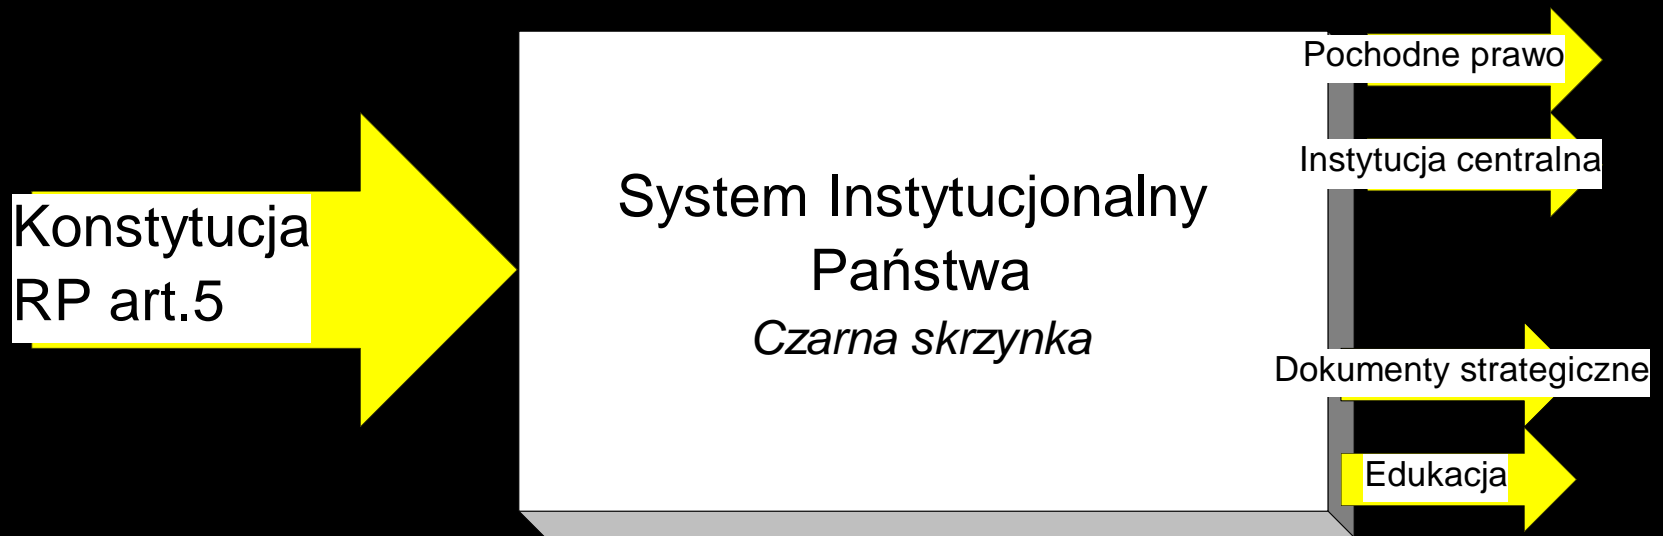 Konstytucja
RP art.5
System Instytucjonalny
Państwa
Czarna skrzynka
Pochodne prawo
Instytucja centralna
Dokumenty strategiczne
Edukacja